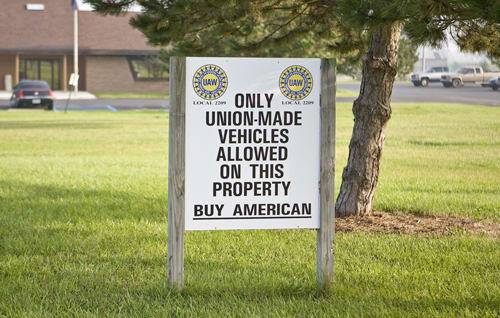 UAW UAW
LOCAL 2209 LOCAL 2209
ONLY
UNION-MADE
VEHICLES
ALLOWED
ON THIS
PROPERTY
BUY AMERICAN